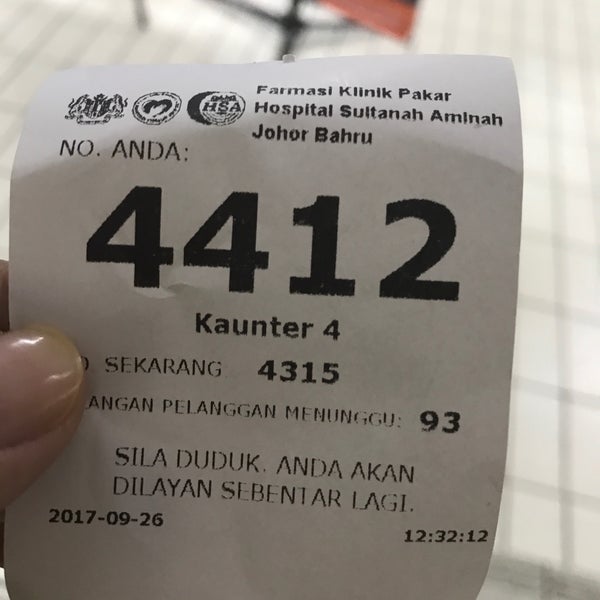 HSA
Farmasi Klinik Pakar
Hospital Sultanah Aminah
Johor Bahru
NO. ANDA:
4412
Kaunter 4
SEKARANG 4315
ANGAN PELANGGAN MENUNGGU: 93
SILA DUDUK. ANDA AKAN
DILAYAN SEBENTAR LAGI.
2017-09-26
12:32:12